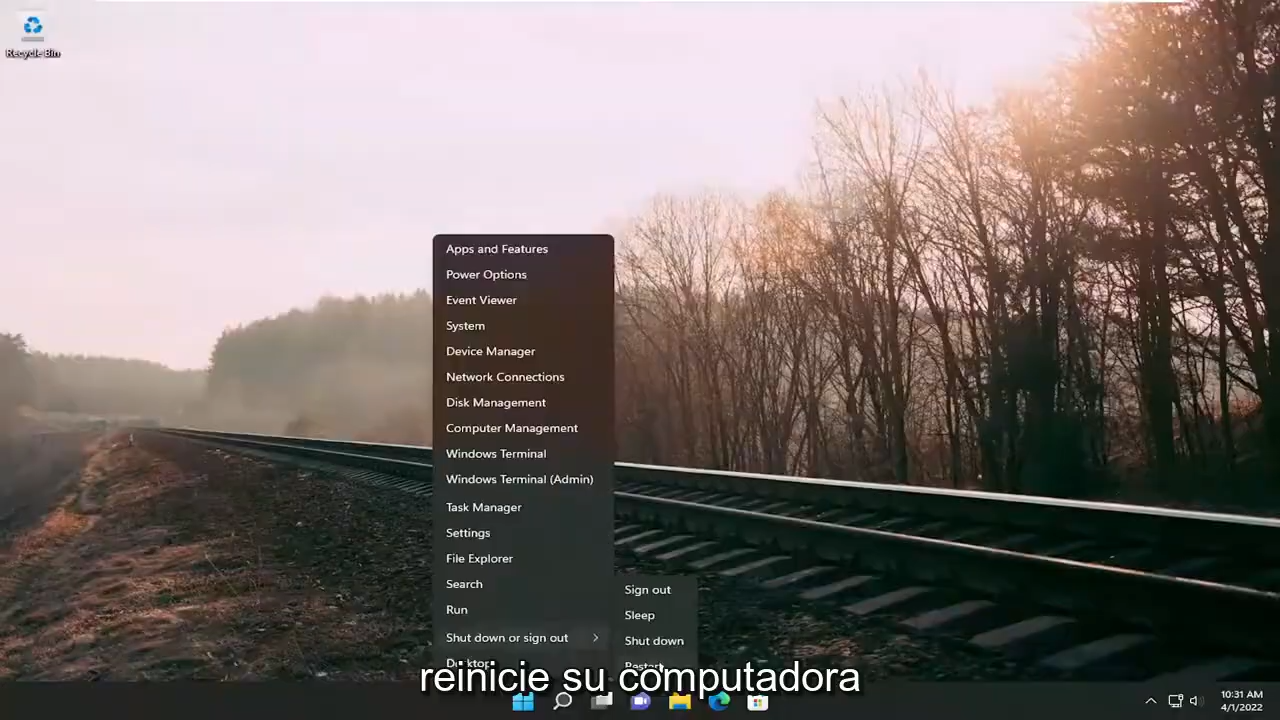 Recycle Bin
Apps and Features
Power Options
Event Viewer
System
Device Manager
Network Connections
Disk Management
Computer Management
Windows Terminal
Windows Terminal (Admin)
Task Manager
Settings
File Explorer
Search
Run
Shut down or sign out
Desktop
Sign out
Sleep
Shut down
Restart
reinicie su computadora
10:31 AM
4/1/2022